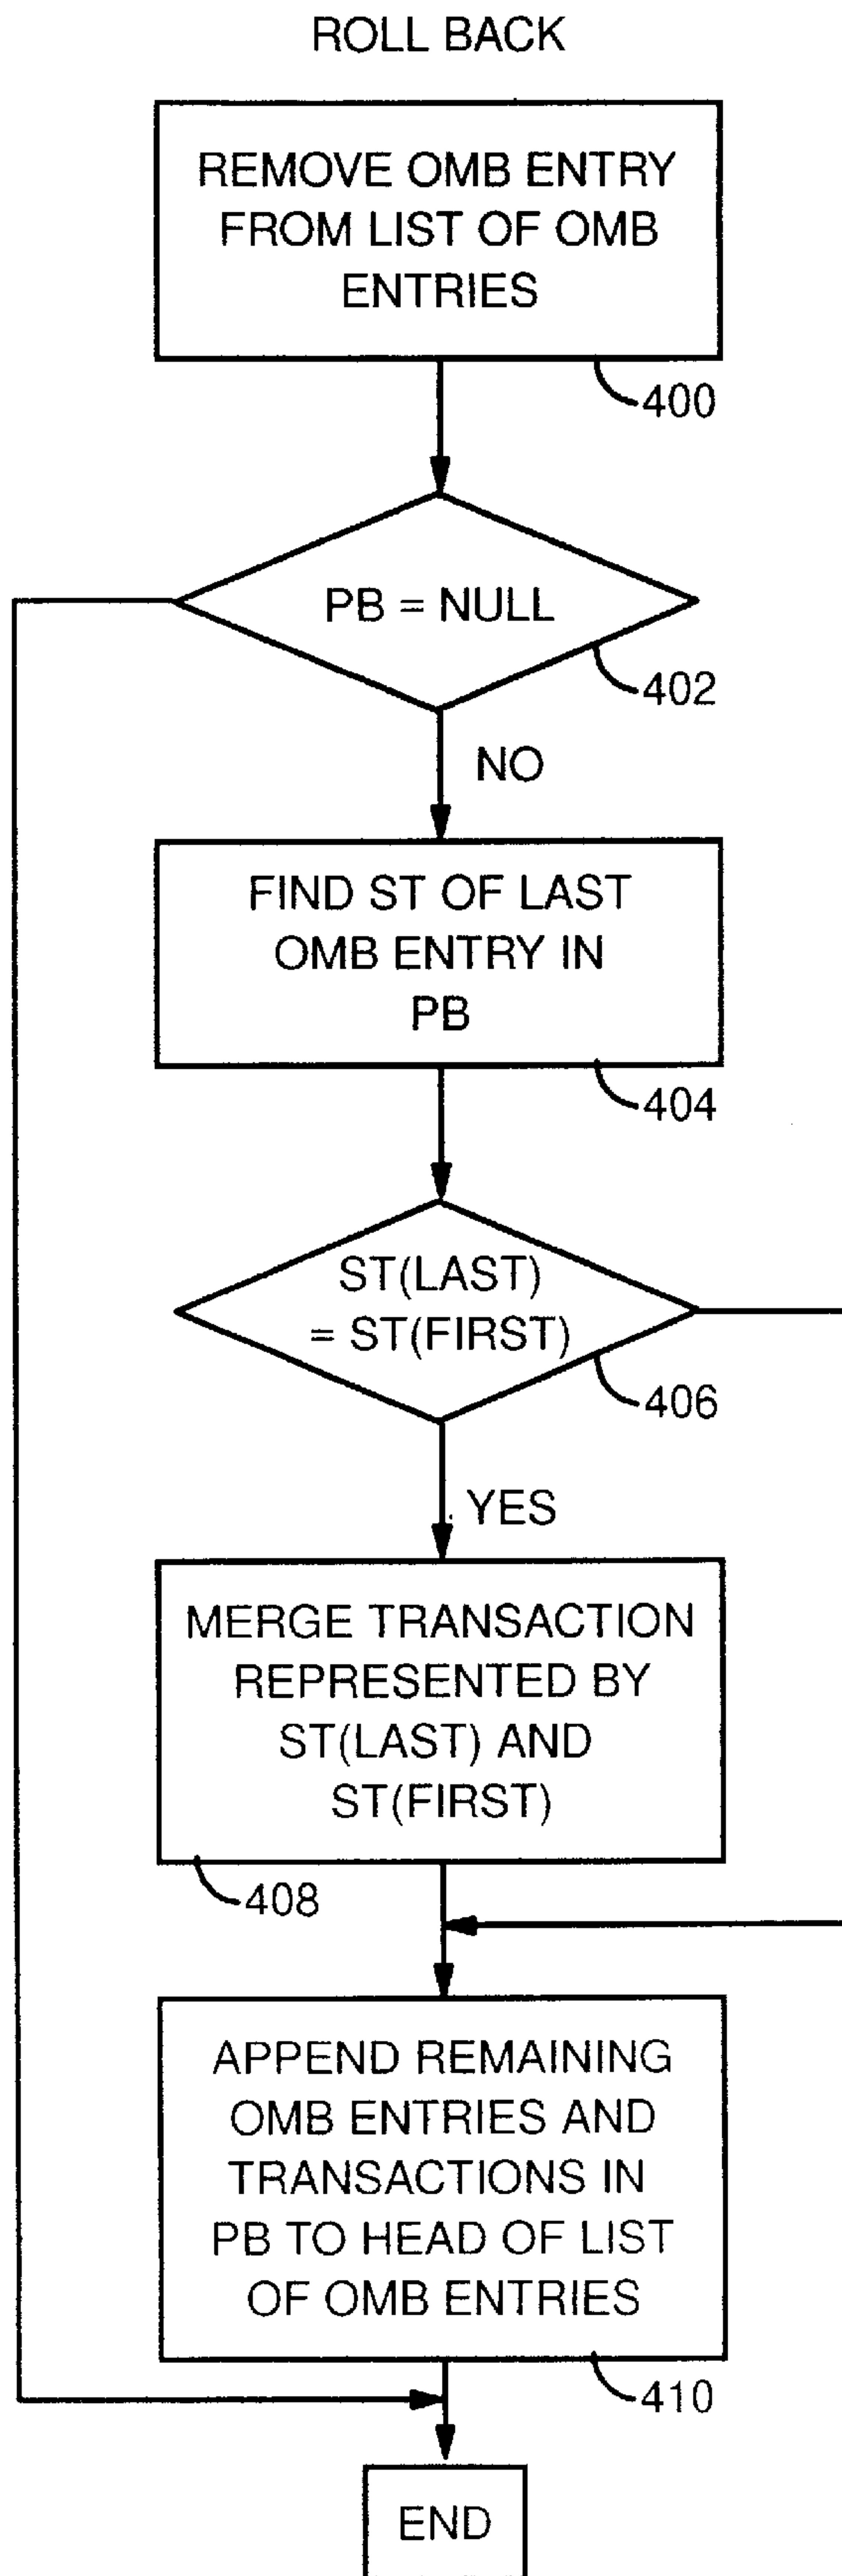 ROLL BACK
REMOVE OMB ENTRY
FROM LIST OF OMB
ENTRIES
400
PB = NULL
402
NO
FIND ST OF LAST
OMB ENTRY IN
PB
404
ST(LAST)
= ST(FIRST)
406
YES
MERGE TRANSACTION
REPRESENTED BY
ST(LAST) AND
ST(FIRST)
408
APPEND REMAINING
OMB ENTRIES AND
TRANSACTIONS IN
PB TO HEAD OF LIST
OF OMB ENTRIES
410
END